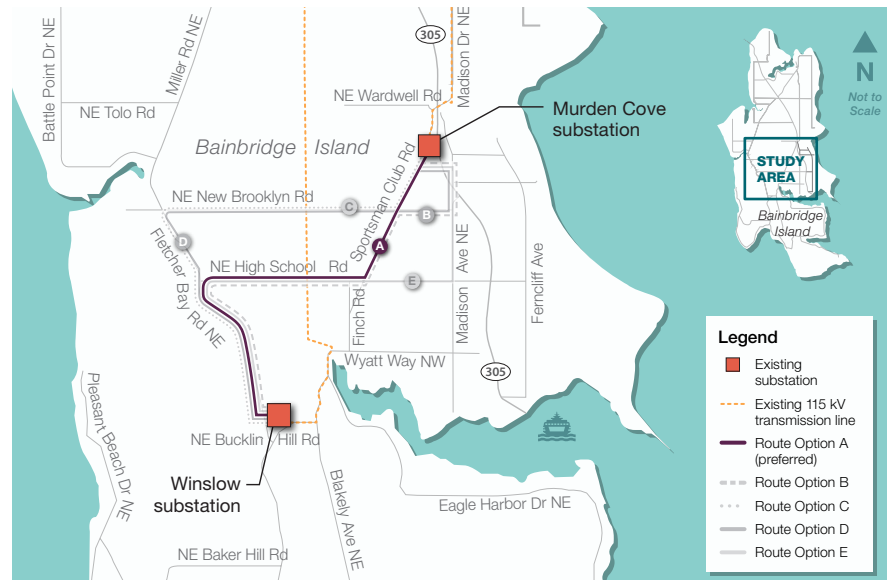 Battle Point Dr NE
Miller Rd NE
305
Madison Dr NE
NE Tolo Rd
NE Wardwell Rd
Murden Cove
substation
Bainbridge Island
Sportsman Club Rd
NE New Brooklyn Rd
C
B
D
A
Fletcher Bay Rd NE
NE High School Rd
E
Madison Ave NE
Ferncliff Ave
Finch Rd
Wyatt Way NW
305
Pleasant Beach Dr NE
NE Bucklin Hill Rd
Winslow
substation
Blakely Ave NE
Eagle Harbor Dr NE
NE Baker Hill Rd
N
Not to
Scale
STUDY
AREA
Bainbridge
Island
Legend
Existing
substation
Existing 115 kV
transmission line
Route Option A
(preferred)
Route Option B
Route Option C
Route Option D
Route Option E